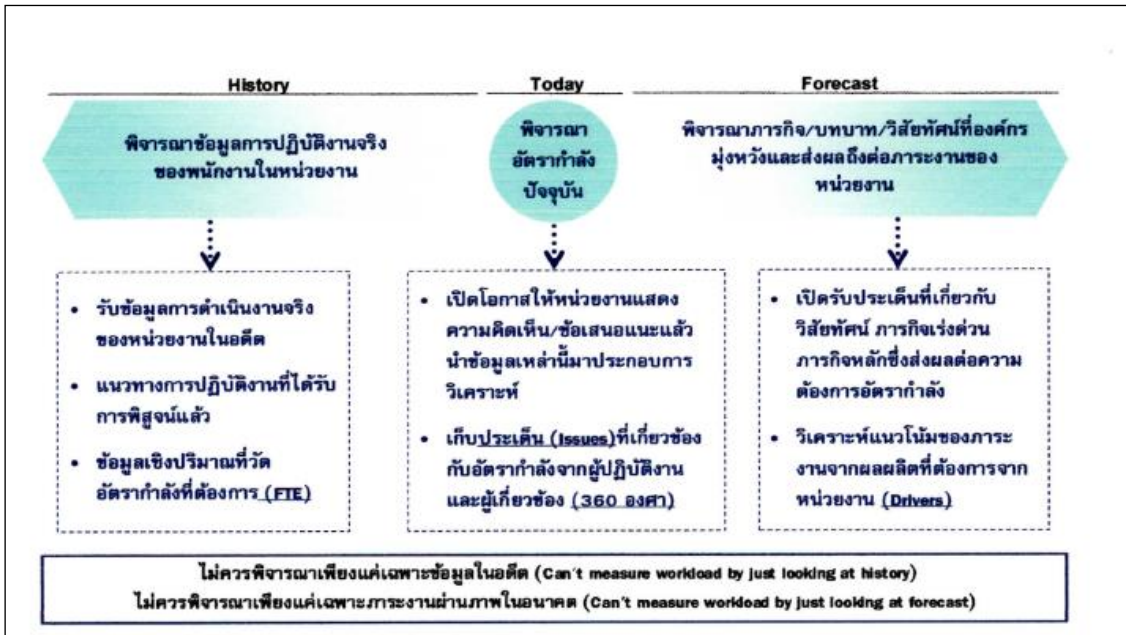 History
Today
Forecast
พิจารณาข้อมูลการปฏิบัติงานจริง
ของพนักงานในหน่วยงาน
พิจารณา
อัตรากำลัง
ปัจจุบัน
พิจารณาภารกิจ/บทบาท/วิสัยทัศน์ที่องค์กร
มุ่งหวังและส่งผลถึงต่อภาระงานของ
หน่วยงาน
• รับข้อมูลการดำเนินงานจริง
ของหน่วยงานในอดีต
• แนวทางการปฏิบัติงานที่ได้รับ
การพิสูจน์แล้ว
• ข้อมูลเชิงปริมาณที่วัด
อัตรากำลังที่ต้องการ (FTE)
• เปิดโอกาสให้หน่วยงานแสดง
ความคิดเห็น/ข้อเสนอแนะแล้ว
นำข้อมูลเหล่านี้มาประกอบการ
วิเคราะห์
• เก็บประเด็น (Issues)ที่เกี่ยวข้อง
กับอัตรากำลังจากผู้ปฏิบัติงาน
และผู้เกี่ยวข้อง (360 องศา)
• เปิดรับประเด็นที่เกี่ยวกับ
วิสัยทัศน์ ภารกิจเร่งด่วน
ภารกิจหลักซึ่งส่งผลต่อความ
ต้องการอัตรากำลัง
• วิเคราะห์แนวโน้มของภาระ
งานจากผลผลิตที่ต้องการจาก
หน่วยงาน (Drivers)
ไม่ควรพิจารณาเพียงแค่เฉพาะข้อมูลในอดีต (Can't measure workload by just looking at history)
ไม่ควรพิจารณาเพียงแค่เฉพาะภาระงานผ่านภาพในอนาคต (Can't measure workload by just looking at forecast)